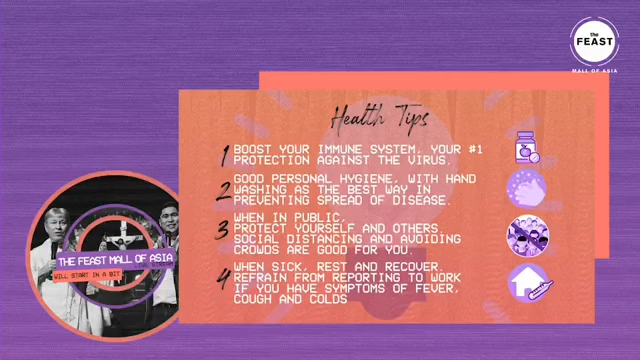 the
FEAST
MALL OF ASIA
Health Tips
1 BOOST YOUR IMMUNE SYSTEM, YOUR #1
PROTECTION AGAINST THE VIRUS.
2 GOOD PERSONAL HYGIENE, WITH HAND
WASHING AS THE BEST WAY IN
PREVENTING SPREAD OF DISEASE.
3 WHEN IN PUBLIC,
PROTECT YOURSELF AND OTHERS.
SOCIAL DISTANCING AND AVOIDING
CROWDS ARE GOOD FOR YOU.
4 WHEN SICK, REST AND RECOVER.
REFRAIN FROM REPORTING TO WORK
IF YOU HAVE SYMPTOMS OF FEVER,
COUGH AND COLDS
THE FEAST MALL OF ASIA
WILL START IN A BIT